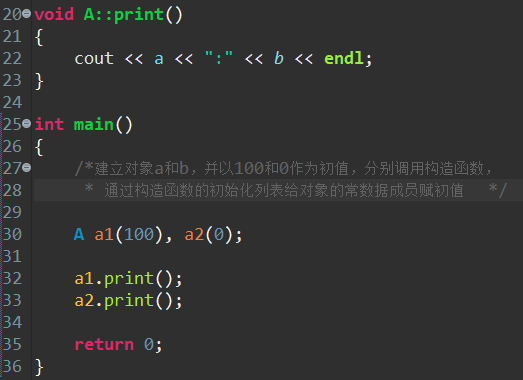 20 void A::print()
21 {
22     cout << a << ":" << b << endl;
23 }
24
25 int main()
26 {
27     /*建立对象a和b，并以100和0作为初值，分别调用构造函数，
28      * 通过构造函数的初始化列表给对象的常数据成员赋初值   */
29
30     A a1(100), a2(0);
31
32     a1.print();
33     a2.print();
34
35     return 0;
36 }